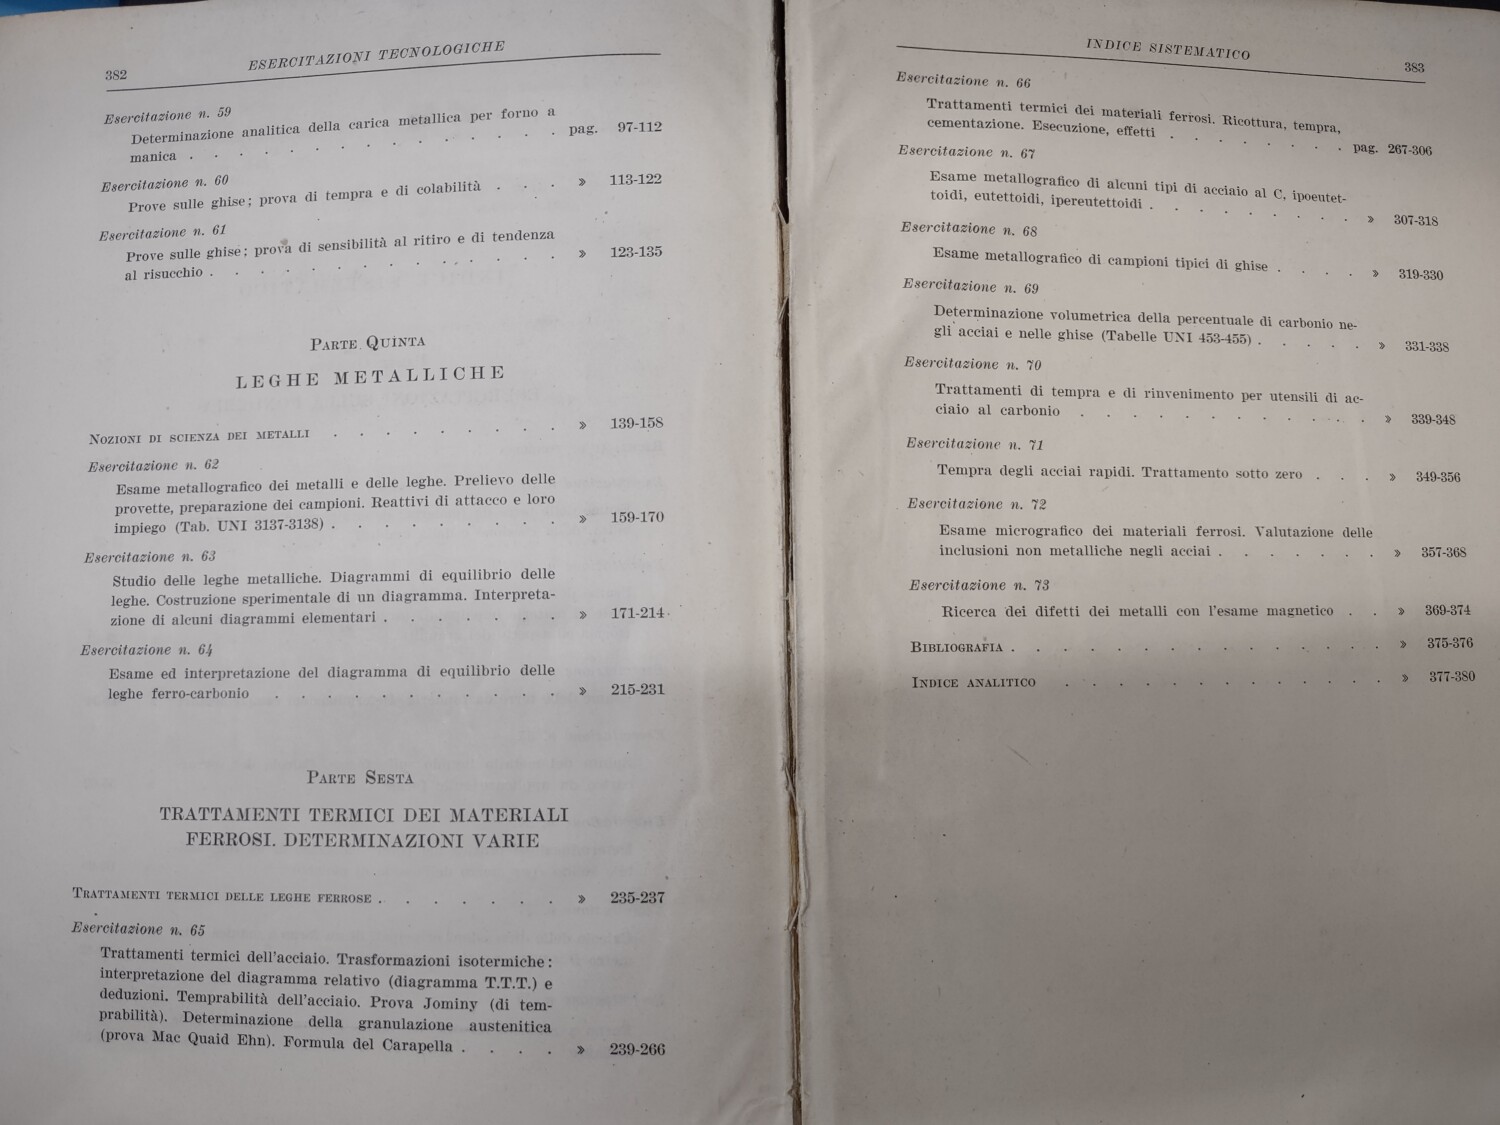 382
ESERCITAZIONI TECNOLOGICHE
Esercitazione n. 59
Determinazione analitica della carica metallica per forno a
manica . . . . . . . . . . . . . pag. 97-112
Esercitazione n. 60
Prove sulle ghise; prova di tempra e di colabilità . . . » 113-122
Esercitazione n. 61
Prove sulle ghise; prova di sensibilità al ritiro e di tendenza
al risucchio . . . . . . . . . . . . . » 123-135
PARTE QUINTA
LEGHE METALLICHE
NOZIONI DI SCIENZA DEI METALLI . . . . . . . . . » 139-158
Esercitazione n. 62
Esame metallografico dei metalli e delle leghe. Prelievo delle
provette, preparazione dei campioni. Reattivi di attacco e loro
impiego (Tab. UNI 3137-3138) . . . . . . . . . » 159-170
Esercitazione n. 63
Studio delle leghe metalliche. Diagrammi di equilibrio delle
leghe. Costruzione sperimentale di un diagramma. Interpreta-
zione di alcuni diagrammi elementari . . . . . . . » 171-214
Esercitazione n. 64
Esame ed interpretazione del diagramma di equilibrio delle
leghe ferro-carbonio . . . . . . . . . . . » 215-231
PARTE SESTA
TRATTAMENTI TERMICI DEI MATERIALI
FERROSI. DETERMINAZIONI VARIE
TRATTAMENTI TERMICI DELLE LEGHE FERROSE . . . . . . . » 235-237
Esercitazione n. 65
Trattamenti termici dell'acciaio. Trasformazioni isotermiche:
interpretazione del diagramma relativo (diagramma T.T.T.) e
deduzioni. Temprabilità dell'acciaio. Prova Jominy (di tem-
prabilità). Determinazione della granulazione austenitica
(prova Mac Quaid Ehn). Formula del Carapella . . . . » 239-266
INDICE SISTEMATICO
383
Esercitazione n. 66
Trattamenti termici dei materiali ferrosi. Ricottura, tempra,
cementazione. Esecuzione, effetti . . . . . . . . pag. 267-306
Esercitazione n. 67
Esame metallografico di alcuni tipi di acciaio al C, ipoeutet-
toidi, eutettoidi, ipereutettoidi . . . . . . . . . » 307-318
Esercitazione n. 68
Esame metallografico di campioni tipici di ghise . . . . » 319-330
Esercitazione n. 69
Determinazione volumetrica della percentuale di carbonio ne-
gli acciai e nelle ghise (Tabelle UNI 453-455) . . . . . » 331-338
Esercitazione n. 70
Trattamenti di tempra e di rinvenimento per utensili di ac-
ciaio al carbonio . . . . . . . . . . . . » 339-348
Esercitazione n. 71
Tempra degli acciai rapidi. Trattamento sotto zero . . . » 349-356
Esercitazione n. 72
Esame micrografico dei materiali ferrosi. Valutazione delle
inclusioni non metalliche negli acciai . . . . . . . » 357-368
Esercitazione n. 73
Ricerca dei difetti dei metalli con l'esame magnetico . . » 369-374
BIBLIOGRAFIA . . . . . . . . . . . . . . . » 375-376
INDICE ANALITICO . . . . . . . . . . . . . » 377-380